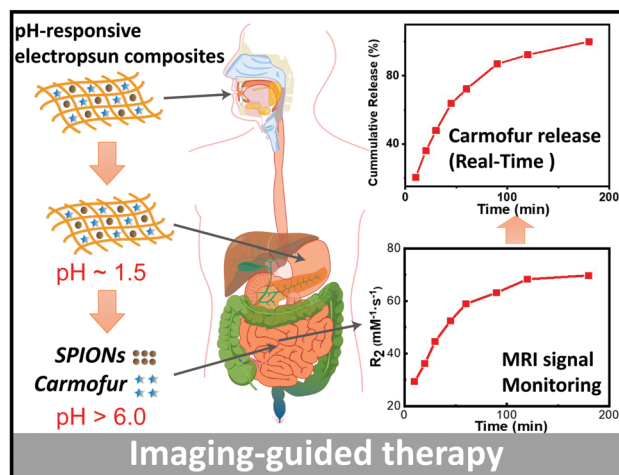 pH-responsive
electropsun composites
pH ~ 1.5
SPIONs
Carmofur
pH > 6.0
Cummulative Release (%)
80
40
Carmofur release
(Real-Time )
0
100
200
Time (min)
R₂ (mM⁻¹·s⁻¹)
80
60
40
20
MRI signal
Monitoring
0
100
200
Time (min)
Imaging-guided therapy